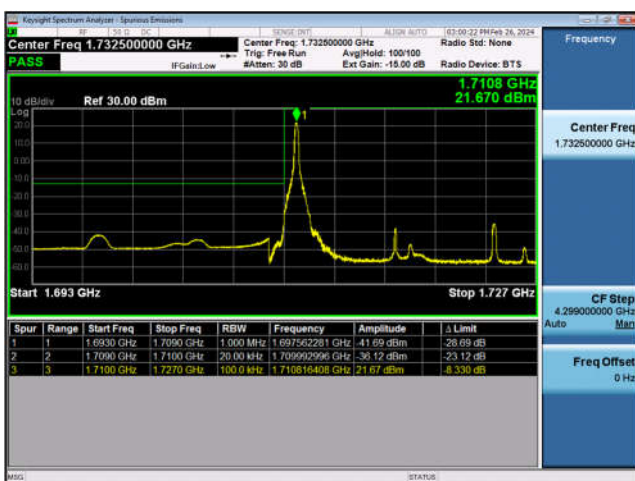 Keysight Spectrum Analyzer - Spurious Emissions
RF 50 Ω DC SENSE:INT ALIGN AUTO 03:00:22 PM Feb 26, 2024
Center Freq 1.732500000 GHz
Center Freq: 1.732500000 GHz
Radio Std: None
Trig: Free Run
Avg|Hold: 100/100
PASS
IFGain:Low
#Atten: 30 dB
Ext Gain: -15.00 dB
Radio Device: BTS
1.7108 GHz
21.670 dBm
10 dB/div
Ref 30.00 dBm
Log
20.0
10.0
0.00
-10.0
-20.0
-30.0
-40.0
-50.0
-60.0
1
Start 1.693 GHz
Stop 1.727 GHz
Spur Range Start Freq Stop Freq RBW Frequency Amplitude Δ Limit
1 1 1.6930 GHz 1.7090 GHz 1.000 MHz 1.697562281 GHz -41.69 dBm -28.69 dB
2 2 1.7090 GHz 1.7100 GHz 20.00 kHz 1.709992996 GHz -36.12 dBm -23.12 dB
3 3 1.7100 GHz 1.7270 GHz 100.0 kHz 1.710816408 GHz 21.67 dBm -8.330 dB
Frequency
Center Freq
1.732500000 GHz
CF Step
4.299000000 GHz
Auto Man
Freq Offset
0 Hz
MSG
STATUS